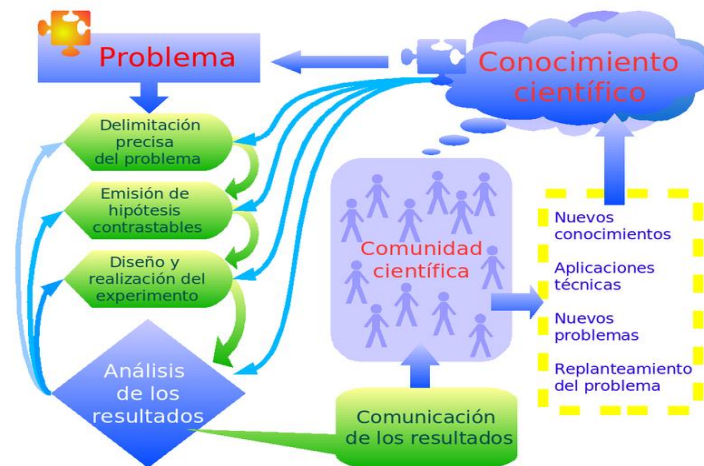 Problema
Conocimiento
científico
Delimitación
precisa
del problema
Emisión de
hipótesis
contrastables
Diseño y
realización del
experimento
Análisis
de los
resultados
Comunicación
de los resultados
Comunidad
científica
Nuevos
conocimientos
Aplicaciones
técnicas
Nuevos
problemas
Replanteamiento
del problema